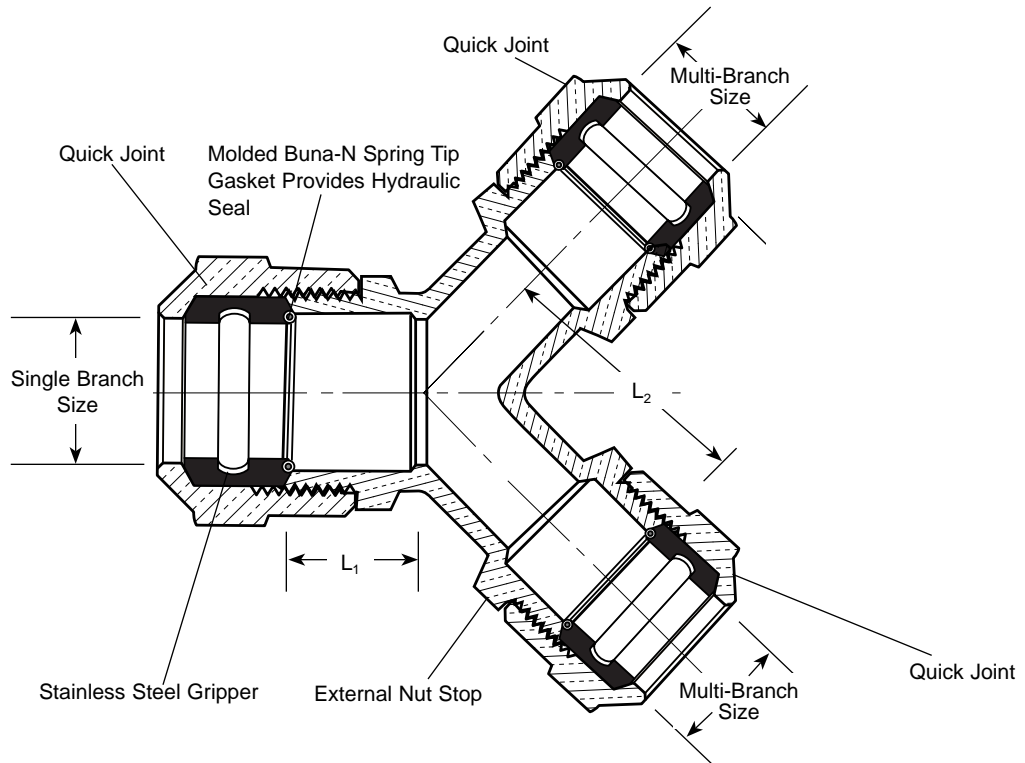 Quick Joint
Multi-Branch
Size
Quick Joint
Molded Buna-N Spring Tip
Gasket Provides Hydraulic
Seal
Single Branch
Size
L2
L1
Stainless Steel Gripper
External Nut Stop
Multi-Branch
Size
Quick Joint